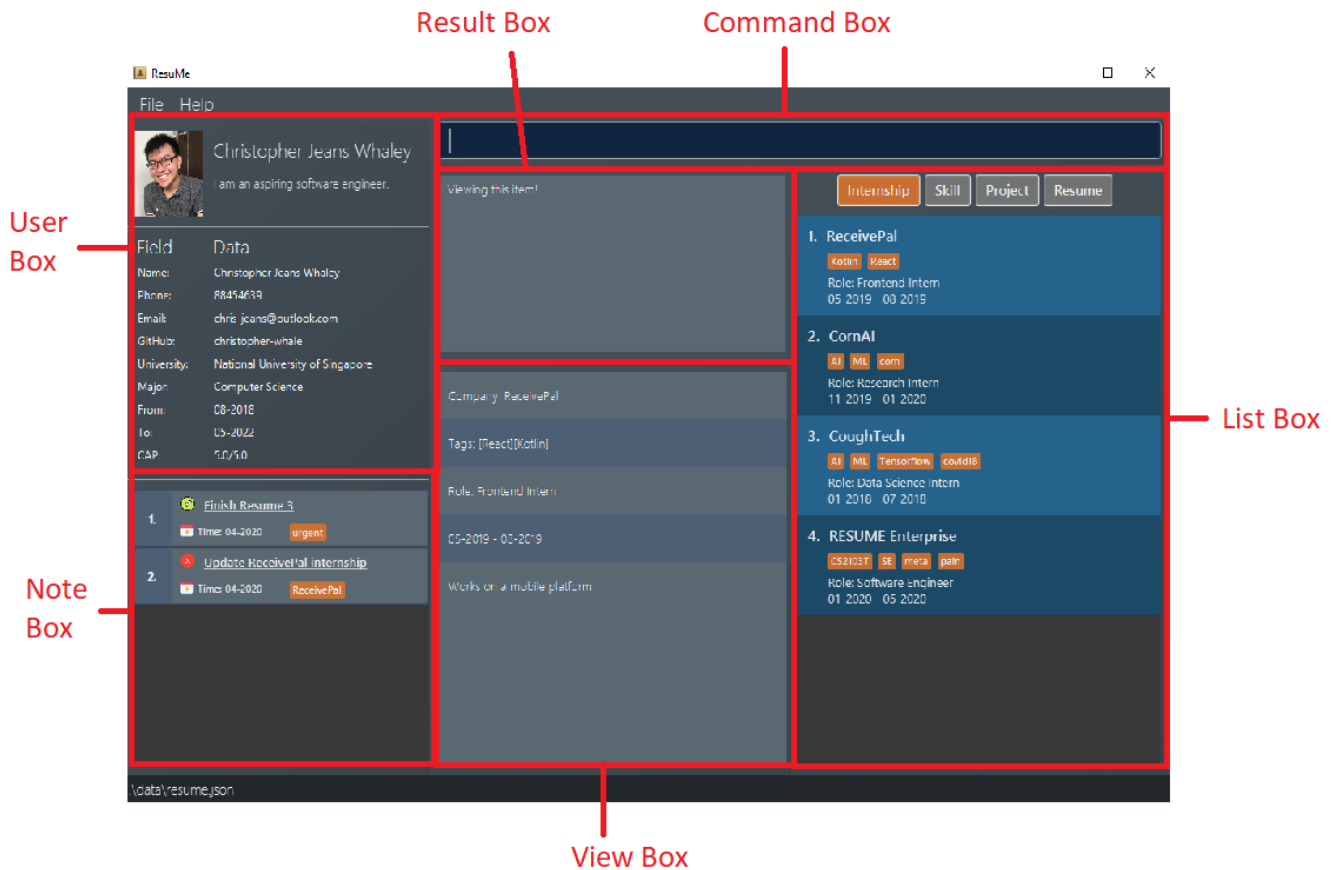 Result Box
Command Box
ResuMe
File Help
Christopher Jeans Whaley
I am an aspiring software engineer.
User
Box
Field Data
Name: Christopher Jeans Whaley
Phone: 88454639
Email: chris-jeans@outlook.com
GitHub: christopher-whale
University: National University of Singapore
Major: Computer Science
From: 08-2018
To: 05-2022
CAP: 5.0/5.0
Note
Box
1. Finish Resume 3
Time: 04-2020 urgent
2. Update ReceivePal internship
Time: 04-2020 ReceivePal
Viewing this item!
Company: ReceivePal
Tags: [React][Kotlin]
Role: Frontend Intern
05-2019 - 08-2019
Works on a mobile platform
View Box
Internship Skill Project Resume
1. ReceivePal
Kotlin React
Role: Frontend Intern
05-2019 08-2019
2. CornAI
AI ML corn
Role: Research Intern
11-2019 01-2020
3. CoughTech
AI ML Tensorflow covid18
Role: Data Science Intern
01-2018 07-2018
4. RESUME Enterprise
CS2103T SE meta pain
Role: Software Engineer
01-2020 05-2020
List Box
.\data\resume.json